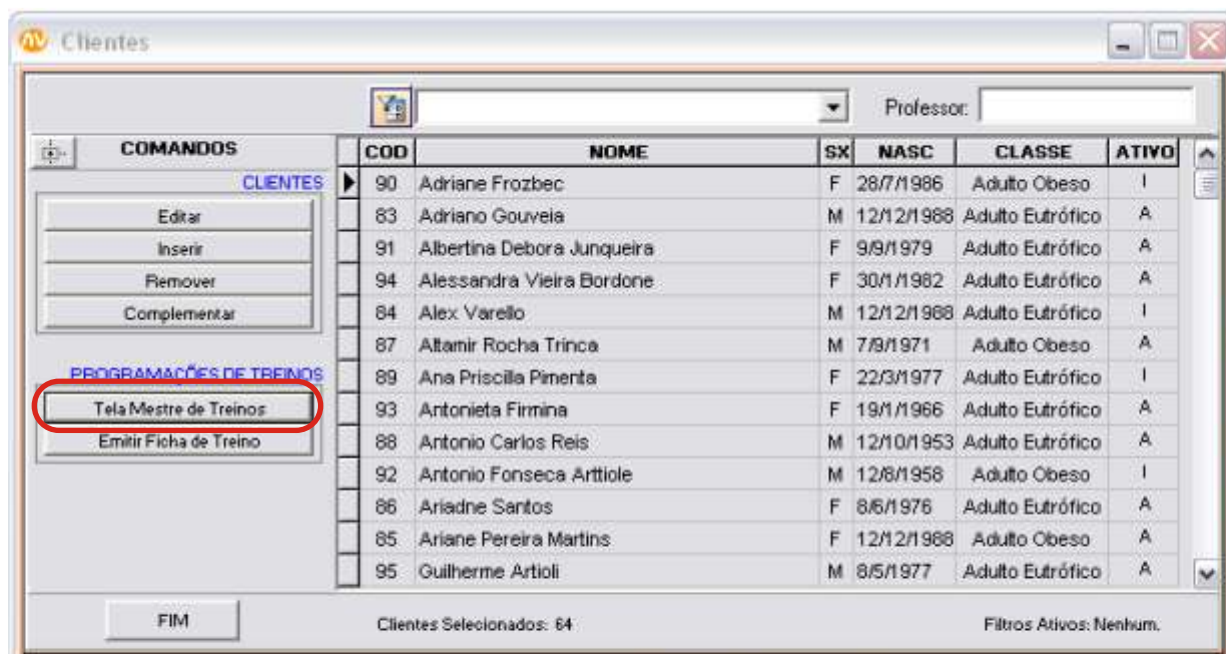 Clientes
Professor:
COMANDOS
CLIENTES
Editar
Inserir
Remover
Complementar
PROGRAMAÇÕES DE TREINOS
Tela Mestre de Treinos
Emitir Ficha de Treino
COD NOME SX NASC CLASSE ATIVO
90 Adriane Frozbec F 28/7/1986 Adulto Obeso I
83 Adriano Gouveia M 12/12/1988 Adulto Eutrófico A
91 Albertina Debora Junqueira F 9/9/1979 Adulto Eutrófico A
94 Alessandra Vieira Bordone F 30/1/1982 Adulto Eutrófico A
84 Alex Varello M 12/12/1988 Adulto Eutrófico I
87 Altamir Rocha Trinca M 7/9/1971 Adulto Obeso A
89 Ana Priscilla Pimenta F 22/3/1977 Adulto Eutrófico I
93 Antonieta Firmina F 19/1/1966 Adulto Eutrófico A
88 Antonio Carlos Reis M 12/10/1953 Adulto Eutrófico A
92 Antonio Fonseca Arttiole M 12/8/1958 Adulto Obeso I
86 Ariadne Santos F 8/6/1976 Adulto Eutrófico A
85 Ariane Pereira Martins F 12/12/1988 Adulto Obeso A
95 Guilherme Artioli M 8/5/1977 Adulto Eutrófico A
FIM
Clientes Selecionados: 64
Filtros Ativos: Nenhum.